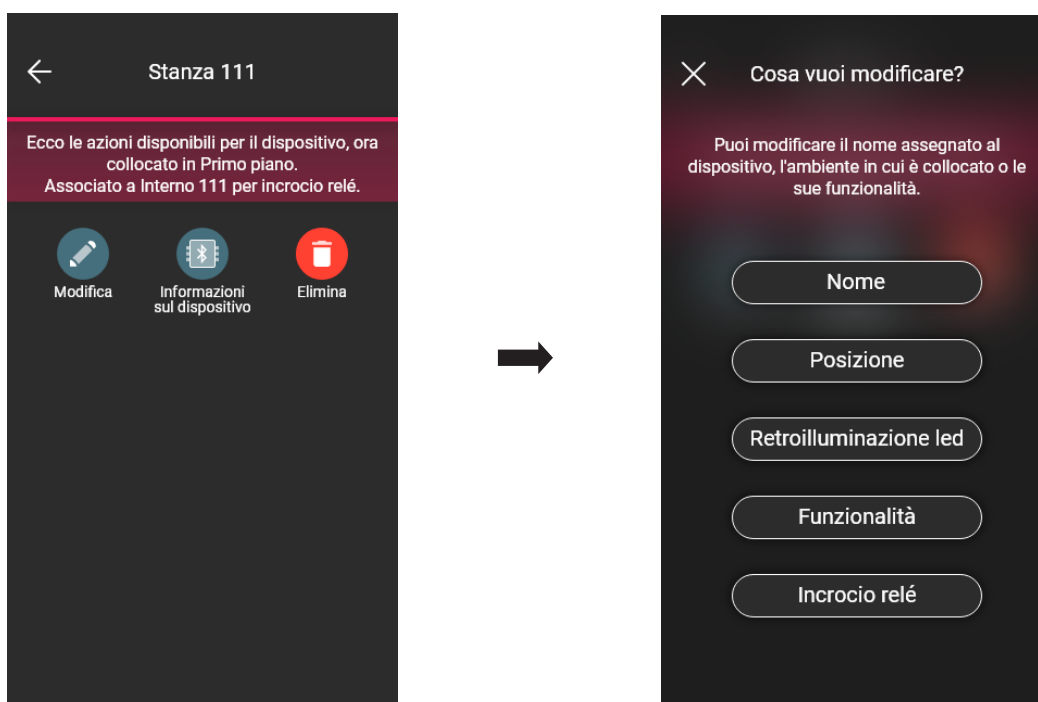 Stanza 111
Ecco le azioni disponibili per il dispositivo, ora
collocato in Primo piano.
Associato a Interno 111 per incrocio relé.
Modifica
Informazioni
sul dispositivo
Elimina
Cosa vuoi modificare?
Puoi modificare il nome assegnato al
dispositivo, l'ambiente in cui è collocato o le
sue funzionalità.
Nome
Posizione
Retroilluminazione led
Funzionalità
Incrocio relé